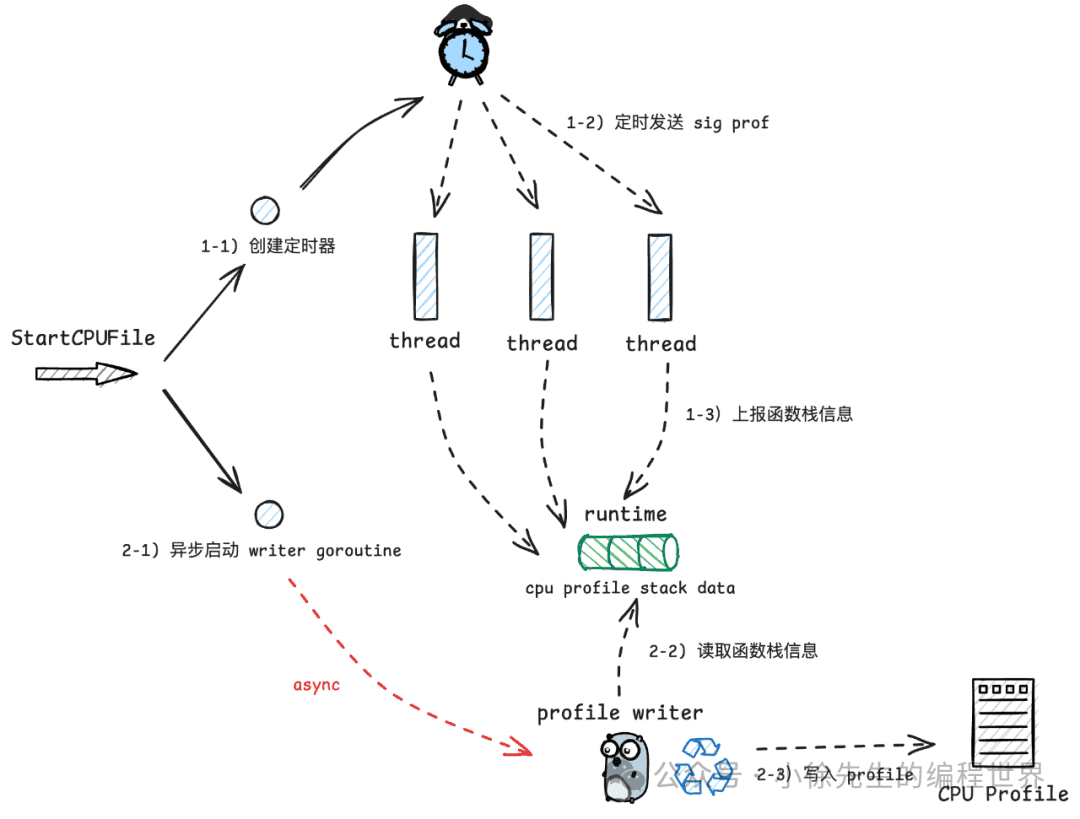 1-2）定时发送 sig prof
1-1）创建定时器
StartCPUFile
thread
thread
thread
1-3）上报函数栈信息
runtime
2-1）异步启动 writer goroutine
cpu profile stack data
2-2）读取函数栈信息
async
profile writer
2-3）写入 profile
公众号·小徐先生的编程世界
CPU Profile